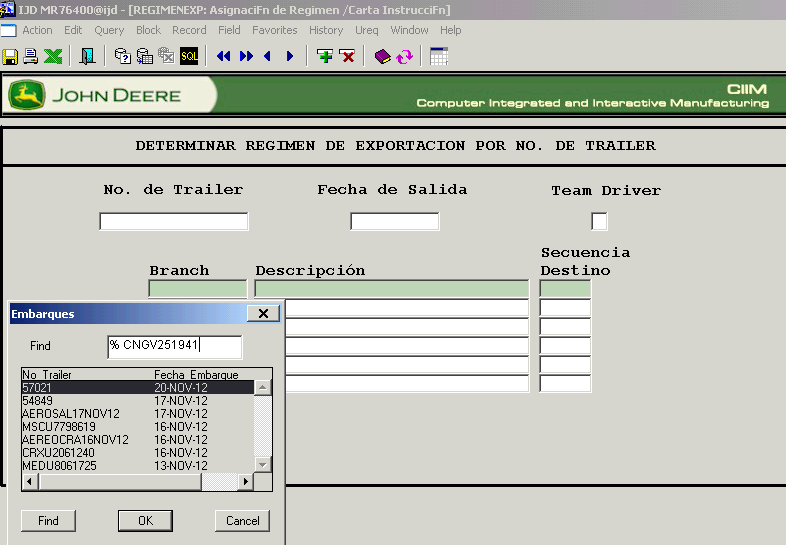 IJD MR76400@ijd - [REGIMENEXP: AsignaciFn de Regimen /Carta InstrucciFn]
Action Edit Query Block Record Field Favorites History Ureq Window Help
SQL
JOHN DEERE
CIIM
Computer Integrated and Interactive Manufacturing
DETERMINAR REGIMEN DE EXPORTACION POR NO. DE TRAILER
No. de Trailer Fecha de Salida Team Driver
Secuencia
Branch Descripción Destino
Embarques
Find % CNGV251941
No Trailer Fecha Embarque
57021 20-NOV-12
54849 17-NOV-12
AEROSAL17NOV12 17-NOV-12
MSCU7798619 16-NOV-12
AEREOCRA16NOV12 16-NOV-12
CRXU2061240 16-NOV-12
MEDU8061725 13-NOV-12
Find OK Cancel